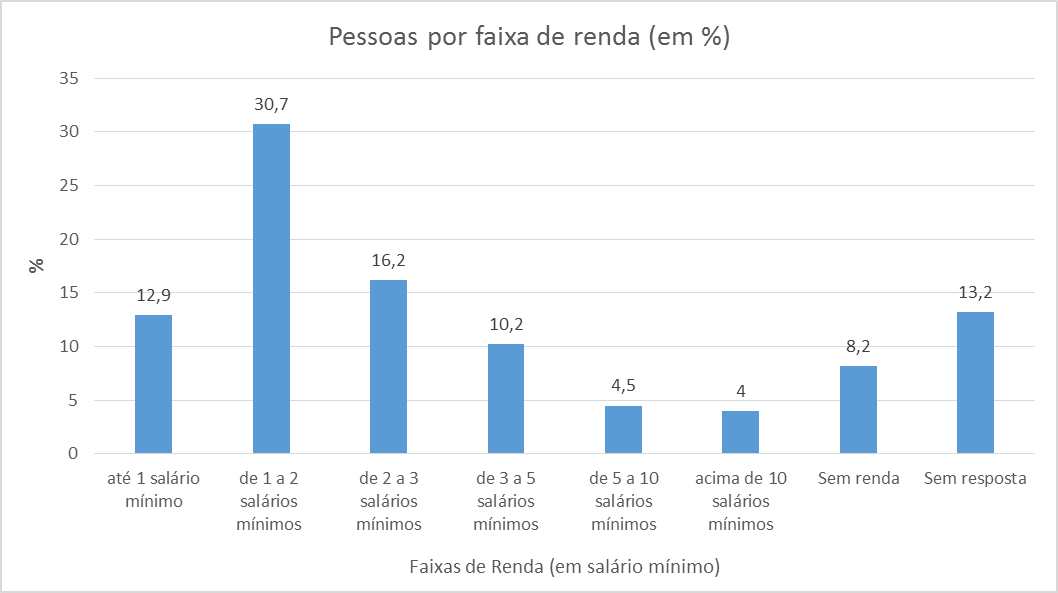 Pessoas por faixa de renda (em %)
35
30
25
20
15
10
5
0
%
12,9
30,7
16,2
10,2
4,5
4
8,2
13,2
até 1 salário
mínimo
de 1 a 2
salários
mínimos
de 2 a 3
salários
mínimos
de 3 a 5
salários
mínimos
de 5 a 10
salários
mínimos
acima de 10
salários
mínimos
Sem renda
Sem resposta
Faixas de Renda (em salário mínimo)